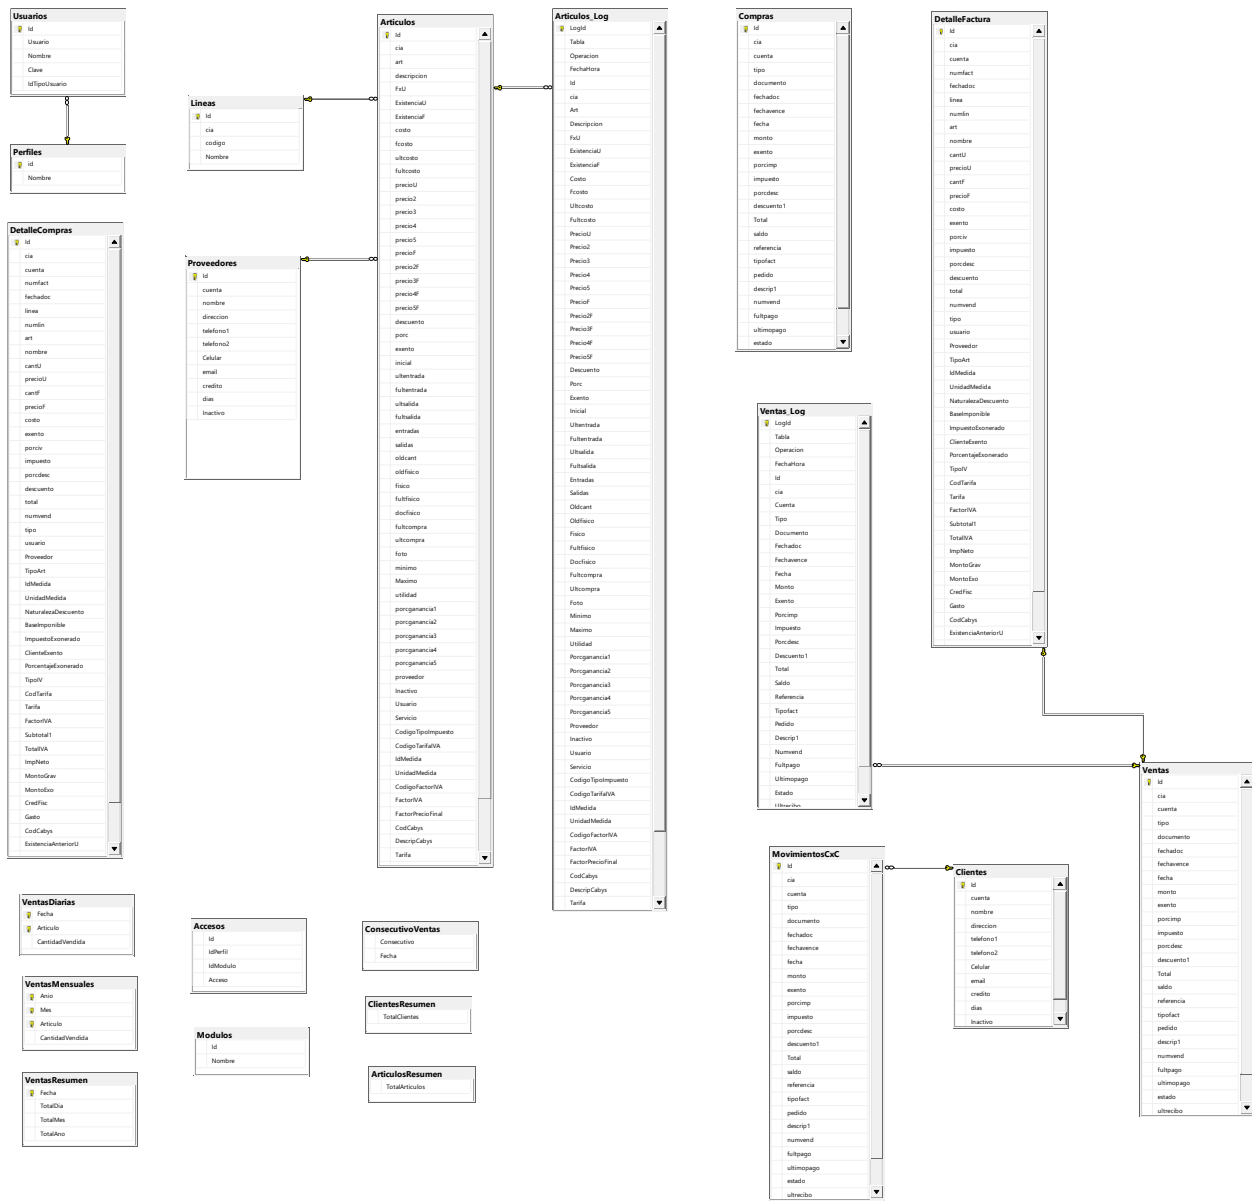 Usuarios
Id
Usuario
Nombre
Clave
IdTipoUsuario
Perfiles
id
Nombre
DetalleCompras
Id
cia
cuenta
numfact
fechadoc
linea
numlin
art
nombre
cantU
precioU
cantF
precioF
costo
exento
porciv
impuesto
porcdesc
descuento
total
numvend
tipo
usuario
Proveedor
TipoArt
IdMedida
UnidadMedida
NaturalezaDescuento
BaseImponible
ImpuestoExonerado
ClienteExento
PorcentajeExonerado
TipoIV
CodTarifa
Tarifa
FactorIVA
Subtotal1
TotalIVA
ImpNeto
MontoGrav
MontoExo
CredFisc
Gasto
CodCabys
ExistenciaAnteriorU
VentasDiarias
Fecha
Articulo
CantidadVendida
VentasMensuales
Anio
Mes
Articulo
CantidadVendida
VentasResumen
Fecha
TotalDia
TotalMes
TotalAno
Lineas
Id
cia
codigo
Nombre
Proveedores
Id
cuenta
nombre
direccion
telefono1
telefono2
Celular
email
credito
dias
Inactivo
Accesos
Id
IdPerfil
IdModulo
Acceso
Modulos
Id
Nombre
Articulos
Id
cia
art
descripcion
FxU
ExistenciaU
ExistenciaF
costo
fcosto
ultcosto
fultcosto
precioU
precio2
precio3
precio4
precio5
precioF
precio2F
precio3F
precio4F
precio5F
descuento
porc
exento
inicial
ultentrada
fultentrada
ultsalida
fultsalida
entradas
salidas
oldcant
oldfisico
fisico
fultfisico
docfisico
fultcompra
ultcompra
foto
minimo
Maximo
utilidad
porcganancia1
porcganancia2
porcganancia3
porcganancia4
porcganancia5
proveedor
Inactivo
Usuario
Servicio
CodigoTipoImpuesto
CodigoTarifaIVA
IdMedida
UnidadMedida
CodigoFactorIVA
FactorIVA
FactorPrecioFinal
CodCabys
DescripCabys
Tarifa
ConsecutivoVentas
Consecutivo
Fecha
ClientesResumen
TotalClientes
ArticulosResumen
TotalArticulos
Articulos_Log
LogId
Tabla
Operacion
FechaHora
Id
cia
Art
Descripcion
FxU
ExistenciaU
ExistenciaF
Costo
Fcosto
Ultcosto
Fultcosto
PrecioU
Precio2
Precio3
Precio4
Precio5
PrecioF
Precio2F
Precio3F
Precio4F
Precio5F
Descuento
Porc
Exento
Inicial
Ultentrada
Fultentrada
Ultsalida
Fultsalida
Entradas
Salidas
Oldcant
Oldfisico
Fisico
Fultfisico
Docfisico
Fultcompra
Ultcompra
Foto
Minimo
Maximo
Utilidad
Porcganancia1
Porcganancia2
Porcganancia3
Porcganancia4
Porcganancia5
Proveedor
Inactivo
Usuario
Servicio
CodigoTipoImpuesto
CodigoTarifaIVA
IdMedida
UnidadMedida
CodigoFactorIVA
FactorIVA
FactorPrecioFinal
CodCabys
DescripCabys
Tarifa
Compras
Id
cia
cuenta
tipo
documento
fechadoc
fechavence
fecha
monto
exento
porcimp
impuesto
porcdesc
descuento1
Total
saldo
referencia
tipofact
pedido
descrip1
numvend
fultpago
ultimopago
estado
Ventas_Log
LogId
Tabla
Operacion
FechaHora
Id
cia
Cuenta
Tipo
Documento
Fechadoc
Fechavence
Fecha
Monto
Exento
Porcimp
Impuesto
Porcdesc
Descuento1
Total
Saldo
Referencia
Tipofact
Pedido
Descrip1
Numvend
Fultpago
Ultimopago
Estado
Ultrecibo
MovimientosCxC
Id
cia
cuenta
tipo
documento
fechadoc
fechavence
fecha
monto
exento
porcimp
impuesto
porcdesc
descuento1
Total
saldo
referencia
tipofact
pedido
descrip1
numvend
fultpago
ultimopago
estado
ultrecibo
DetalleFactura
Id
cia
cuenta
numfact
fechadoc
linea
numlin
art
nombre
cantU
precioU
cantF
precioF
costo
exento
porciv
impuesto
porcdesc
descuento
total
numvend
tipo
usuario
Proveedor
TipoArt
IdMedida
UnidadMedida
NaturalezaDescuento
BaseImponible
ImpuestoExonerado
ClienteExento
PorcentajeExonerado
TipoIV
CodTarifa
Tarifa
FactorIVA
Subtotal1
TotalIVA
ImpNeto
MontoGrav
MontoExo
CredFisc
Gasto
CodCabys
ExistenciaAnteriorU
Clientes
Id
cuenta
nombre
direccion
telefono1
telefono2
Celular
email
credito
dias
Inactivo
Ventas
Id
cia
cuenta
tipo
documento
fechadoc
fechavence
fecha
monto
exento
porcimp
impuesto
porcdesc
descuento1
Total
saldo
referencia
tipofact
pedido
descrip1
numvend
fultpago
ultimopago
estado
ultrecibo